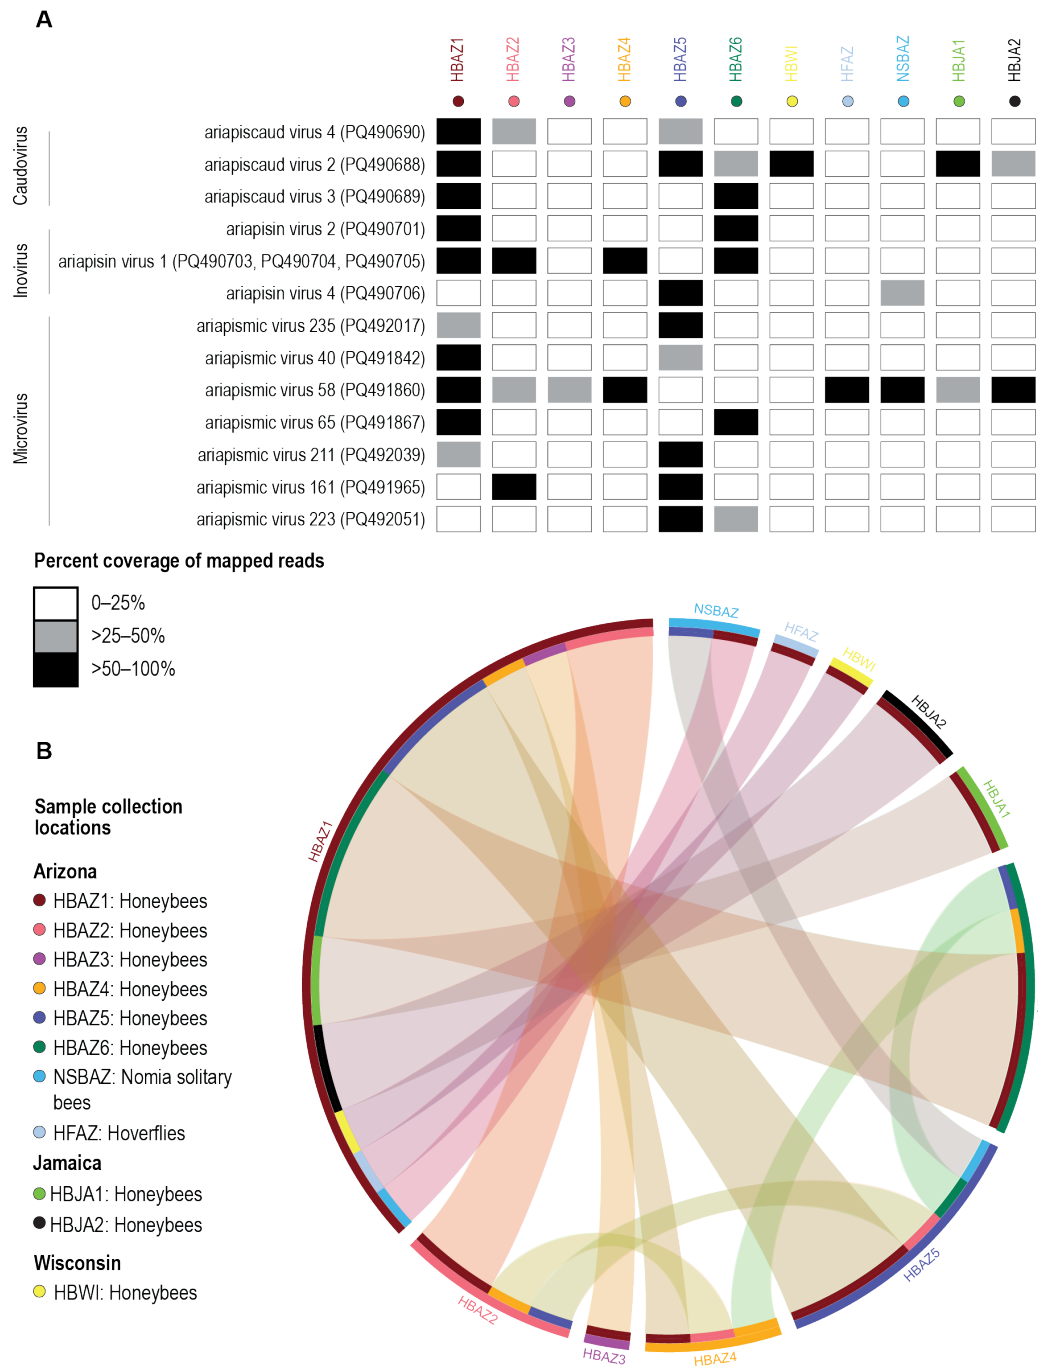 A
HBAZ1 HBAZ2 HBAZ3 HBAZ4 HBAZ5 HBAZ6 HBWI HFAZ NSBAZ HBJA1 HBJA2
Caudovirus
ariapiscaud virus 4 (PQ490690)
ariapiscaud virus 2 (PQ490688)
ariapiscaud virus 3 (PQ490689)
Inovirus
ariapisin virus 2 (PQ490701)
ariapisin virus 1 (PQ490703, PQ490704, PQ490705)
ariapisin virus 4 (PQ490706)
Microvirus
ariapismic virus 235 (PQ492017)
ariapismic virus 40 (PQ491842)
ariapismic virus 58 (PQ491860)
ariapismic virus 65 (PQ491867)
ariapismic virus 211 (PQ492039)
ariapismic virus 161 (PQ491965)
ariapismic virus 223 (PQ492051)
Percent coverage of mapped reads
0–25%
>25–50%
>50–100%
B
Sample collection
locations
Arizona
HBAZ1: Honeybees
HBAZ2: Honeybees
HBAZ3: Honeybees
HBAZ4: Honeybees
HBAZ5: Honeybees
HBAZ6: Honeybees
NSBAZ: Nomia solitary
bees
HFAZ: Hoverflies
Jamaica
HBJA1: Honeybees
HBJA2: Honeybees
Wisconsin
HBWI: Honeybees
HBAZ1
NSBAZ
HFAZ
HBWI
HBJA2
HBJA1
HBAZ5
HBAZ4
HBAZ3
HBAZ2